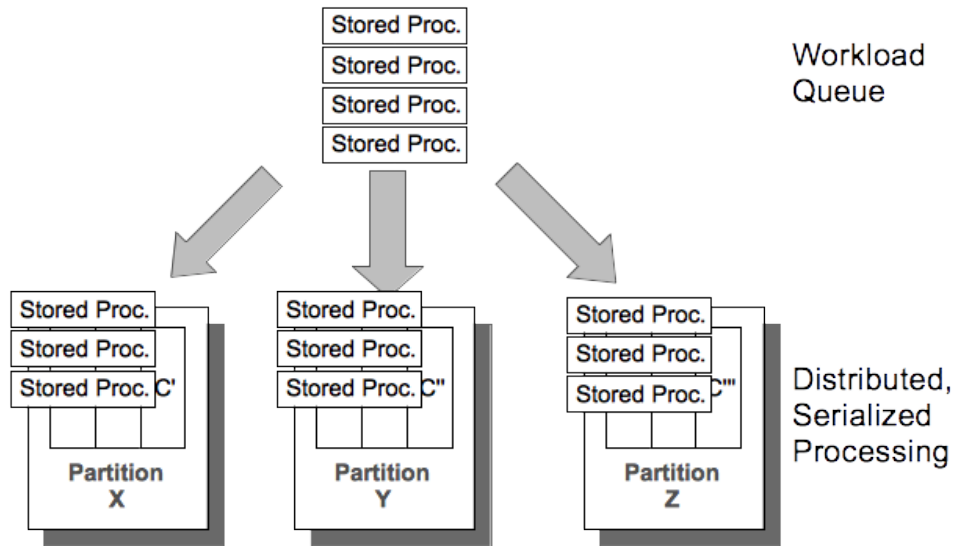 Stored Proc.
Stored Proc.
Stored Proc.
Stored Proc.
Workload
Queue
Stored Proc.
Stored Proc.
Stored Proc. C'
Partition
X
Stored Proc.
Stored Proc.
Stored Proc. C''
Partition
Y
Stored Proc.
Stored Proc.
Stored Proc. C'''
Partition
Z
Distributed,
Serialized
Processing